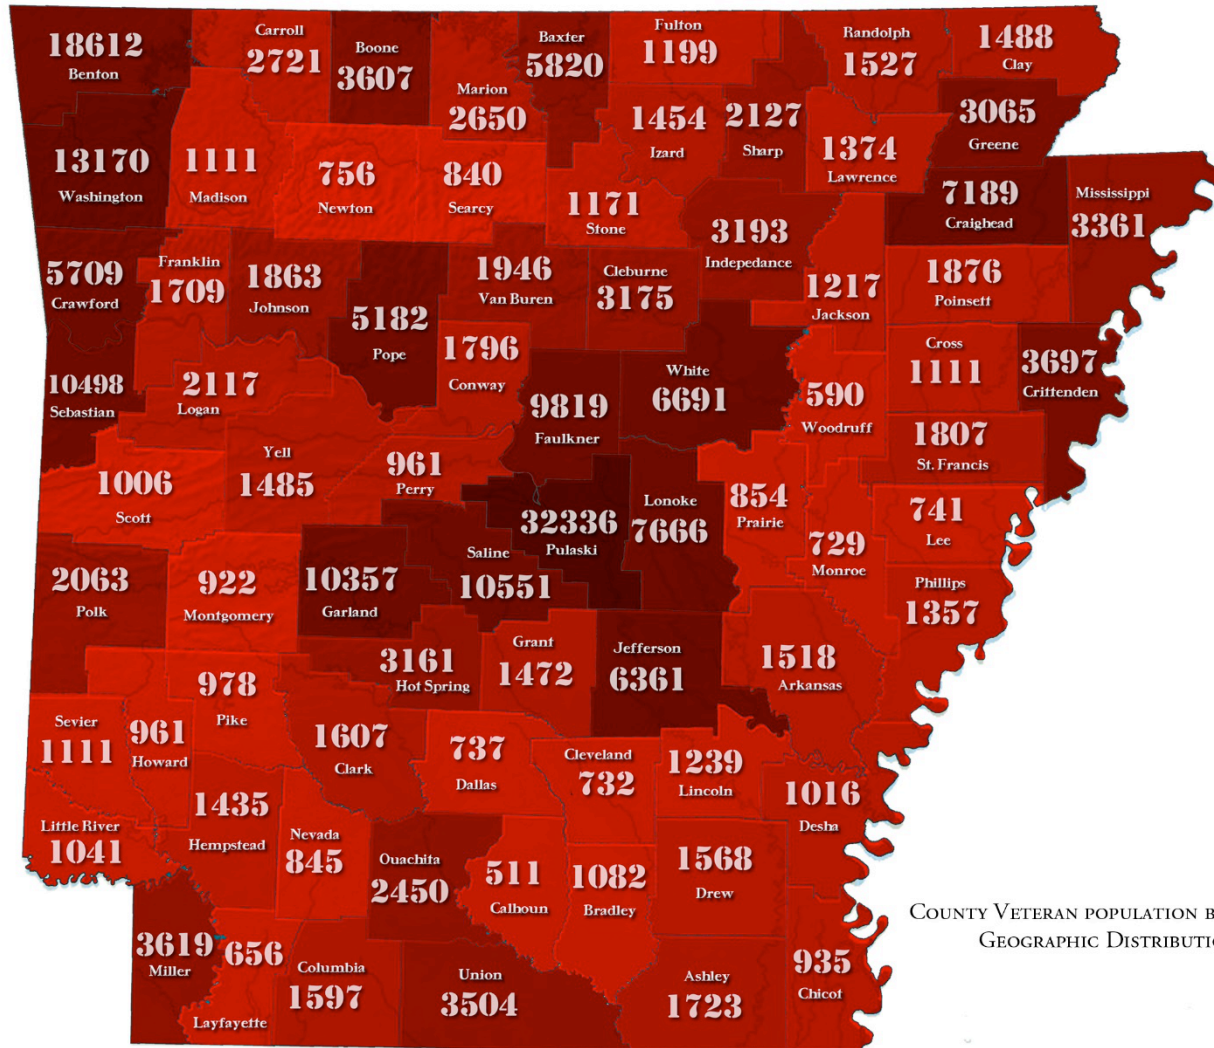 18612
Benton
Carroll
2721
Boone
3607
Marion
2650
Baxter
5820
Fulton
1199
Randolph
1527
1488
Clay
13170
Washington
1111
Madison
756
Newton
840
Searcy
1171
Stone
1454
Izard
2127
Sharp
1374
Lawrence
3065
Greene
7189
Craighead
Mississippi
3361
5709
Crawford
Franklin
1709
1863
Johnson
5182
Pope
1946
Van Buren
Cleburne
3175
3193
Indepedance
1217
Jackson
1876
Poinsett
10498
Sebastian
2117
Logan
1796
Conway
9819
Faulkner
White
6691
590
Woodruff
Cross
1111
3697
Crittenden
1807
St. Francis
1006
Scott
Yell
1485
961
Perry
32336
Pulaski
Lonoke
7666
854
Prairie
729
Monroe
741
Lee
Phillips
1357
2063
Polk
922
Montgomery
10357
Garland
Saline
10551
3161
Hot Spring
Grant
1472
Jefferson
6361
1518
Arkansas
Sevier
1111
961
Howard
978
Pike
1607
Clark
737
Dallas
Cleveland
732
1239
Lincoln
1016
Desha
Little River
1041
1435
Hempstead
Nevada
845
Ouachita
2450
511
Calhoun
1082
Bradley
1568
Drew
3619
Miller
656
Layfayette
Columbia
1597
Union
3504
Ashley
1723
935
Chicot
County Veteran population b
Geographic Distributi